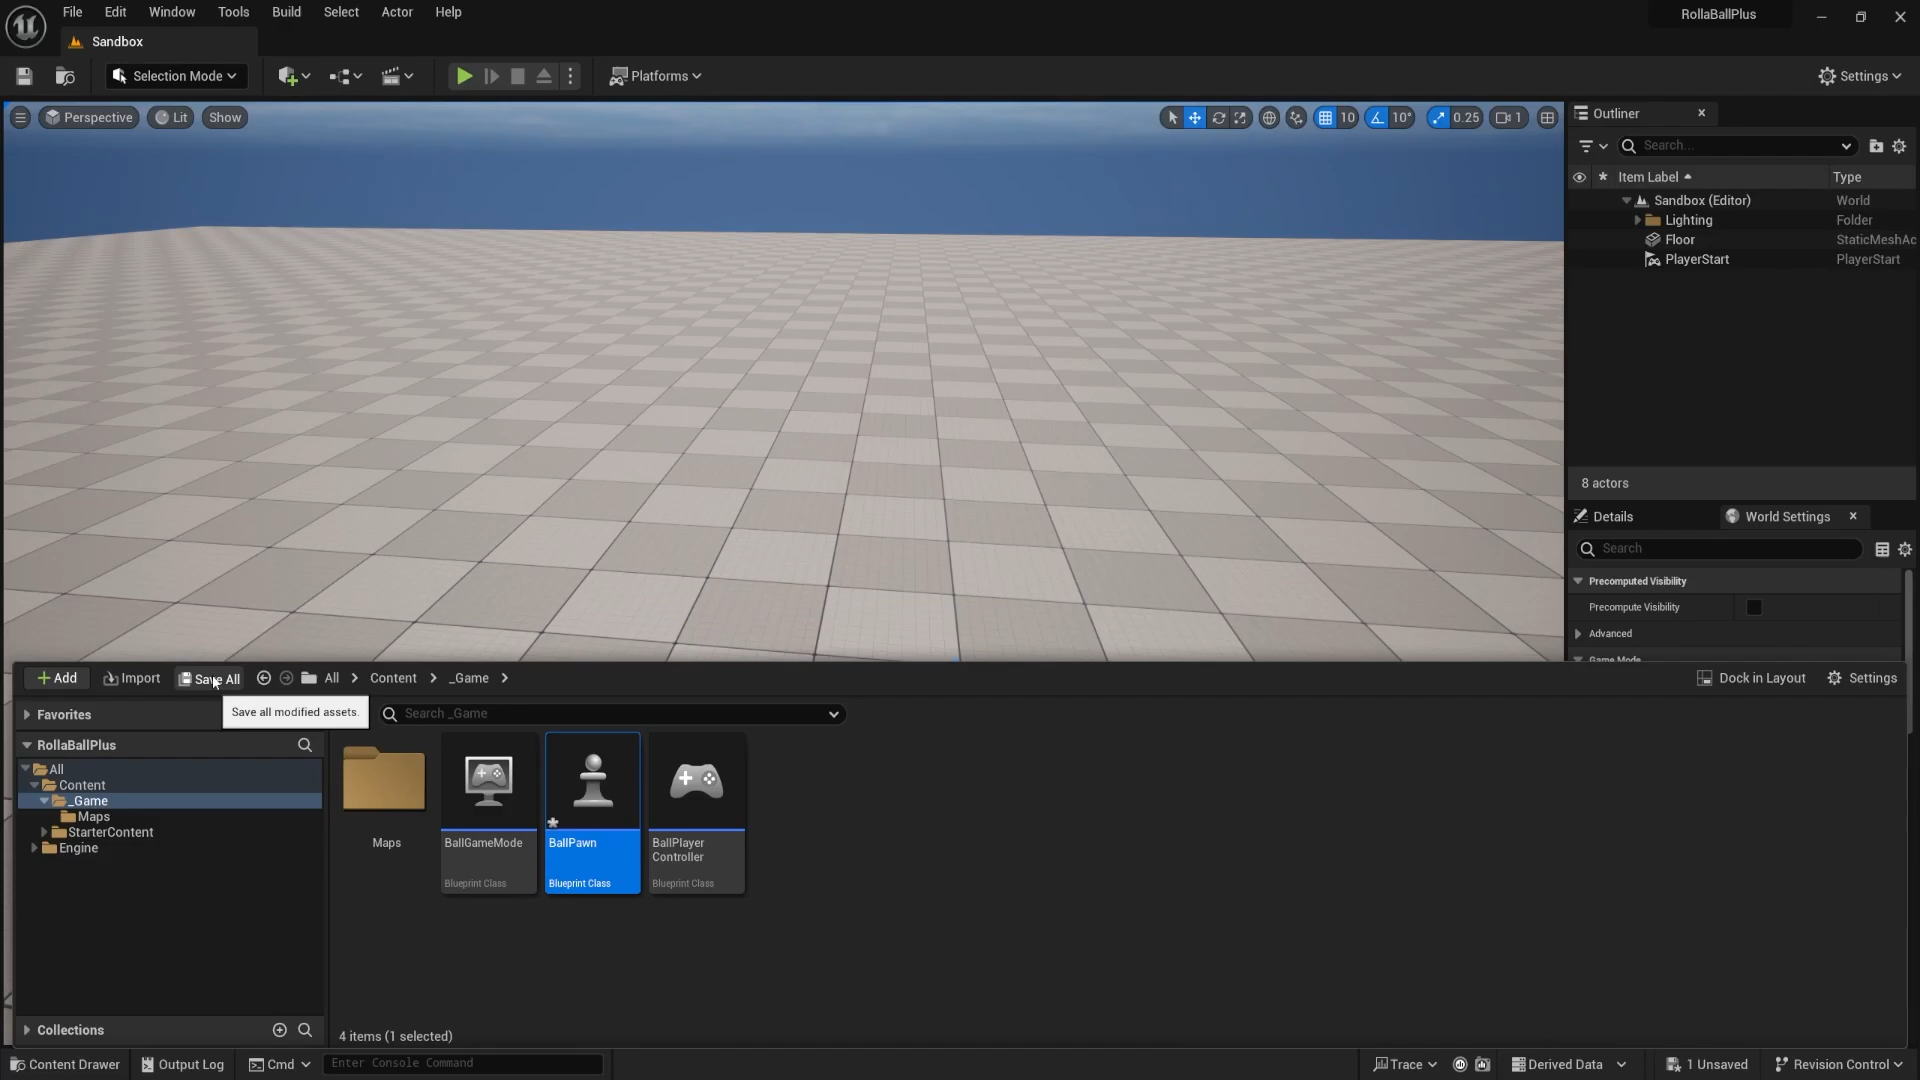 File Edit Window Tools Build Select Actor Help
RollaBallPlus
Sandbox
Selection Mode
Platforms
Settings
Perspective
Lit
Show
10
10°
0.25
1
Outliner
Search...
Item Label
Type
Sandbox (Editor)
World
Lighting
Folder
Floor
StaticMeshAc
PlayerStart
PlayerStart
8 actors
Details
World Settings
Search
Precomputed Visibility
Precompute Visibility
Advanced
Game Mode
Add
Import
Save All
All
Content
_Game
Dock in Layout
Settings
Favorites
Save all modified assets.
Search _Game
RollaBallPlus
All
Content
_Game
Maps
StarterContent
Engine
Maps
BallGameMode
Blueprint Class
BallPawn
Blueprint Class
BallPlayer
Controller
Blueprint Class
Collections
4 items (1 selected)
Content Drawer
Output Log
Cmd
Enter Console Command
Trace
Derived Data
1 Unsaved
Revision Control